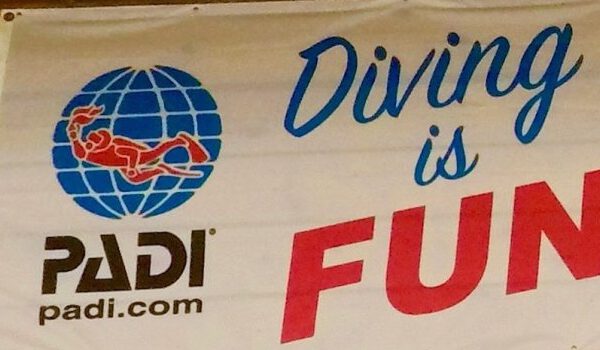 PADI®
padi.com
Diving
is
FUN